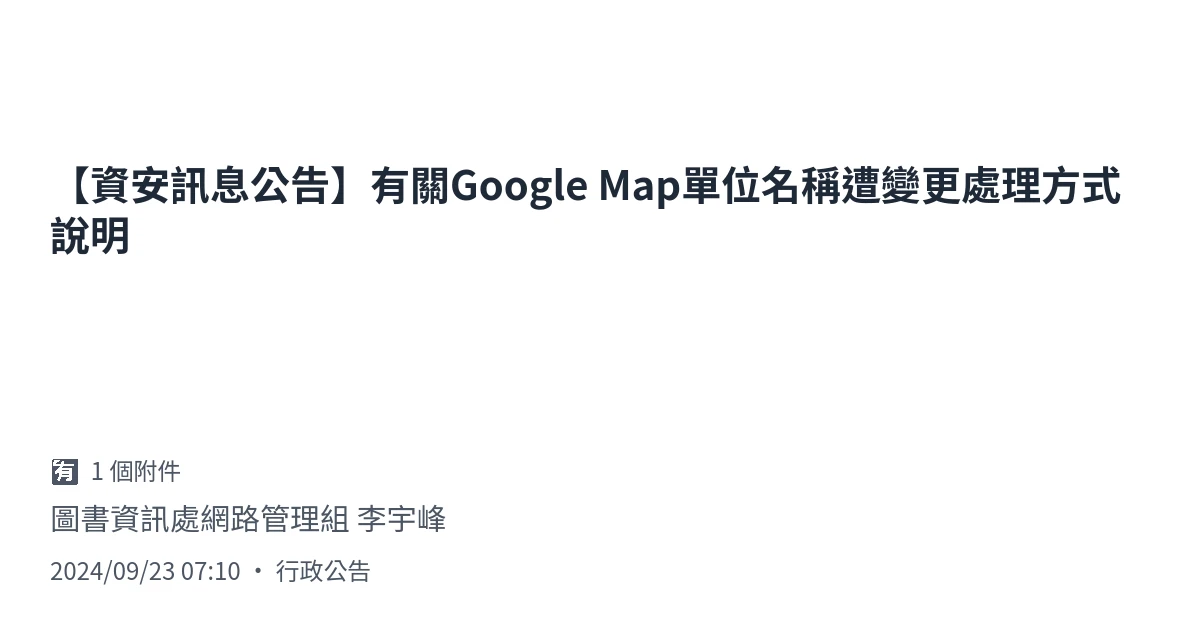 【資安訊息公告】有關Google Map單位名稱遭變更處理方式
說明
有 1 個附件
圖書資訊處網路管理組 李宇峰
2024/09/23 07:10 • 行政公告